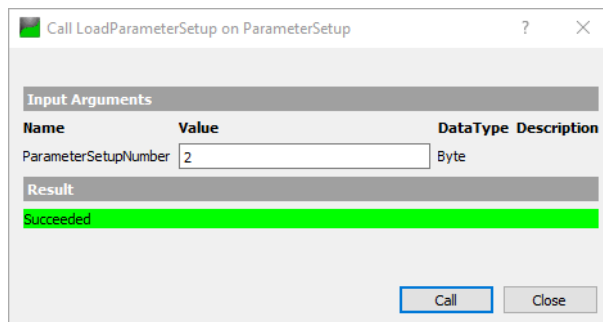 Call LoadParameterSetup on ParameterSetup ?
Input Arguments
Name Value DataType Description
ParameterSetupNumber 2 Byte
Result
Succeeded
Call Close